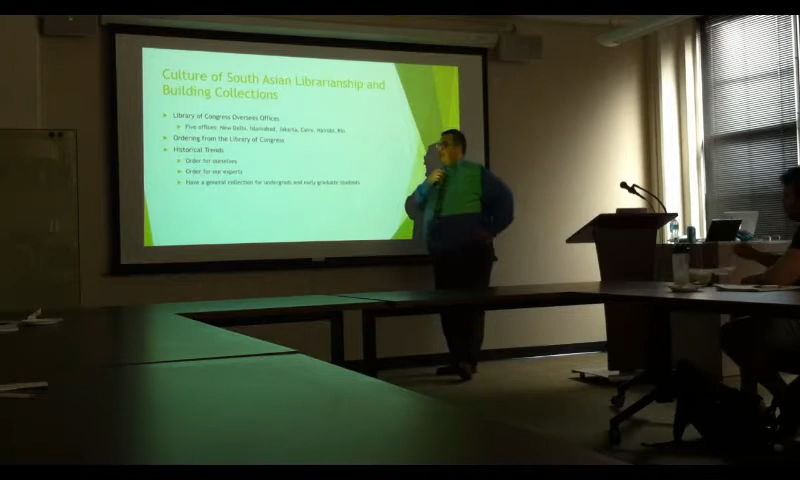 Culture of South Asian Librarianship and
Building Collections
Library of Congress Overseas Offices
Five offices: New Delhi, Islamabad, Jakarta, Cairo, Nairobi, Rio
Ordering from the Library of Congress
Historical Trends
Order for ourselves
Order for our experts
Have a general collection for undergrads and early graduate students